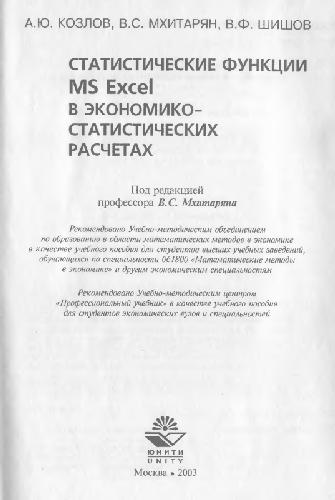 А.Ю. КОЗЛОВ, В.С. МХИТАРЯН, В.Ф. ШИШОВ
СТАТИСТИЧЕСКИЕ ФУНКЦИИ
MS Excel
В ЭКОНОМИКО-
СТАТИСТИЧЕСКИХ
РАСЧЕТАХ
Под редакцией
профессора В.С. Мхитаряна
Рекомендовано Учебно-методическим объединением
по образованию в области математических методов в экономике
в качестве учебного пособия для студентов высших учебных заведений,
обучающихся по специальности 061800 «Математические методы
в экономике» и другим экономическим специальностям
Рекомендовано Учебно-методическим центром
«Профессиональный учебник» в качестве учебного пособия
для студентов экономических вузов и специальностей
ЮНИТИ
UNITY
Москва • 2003